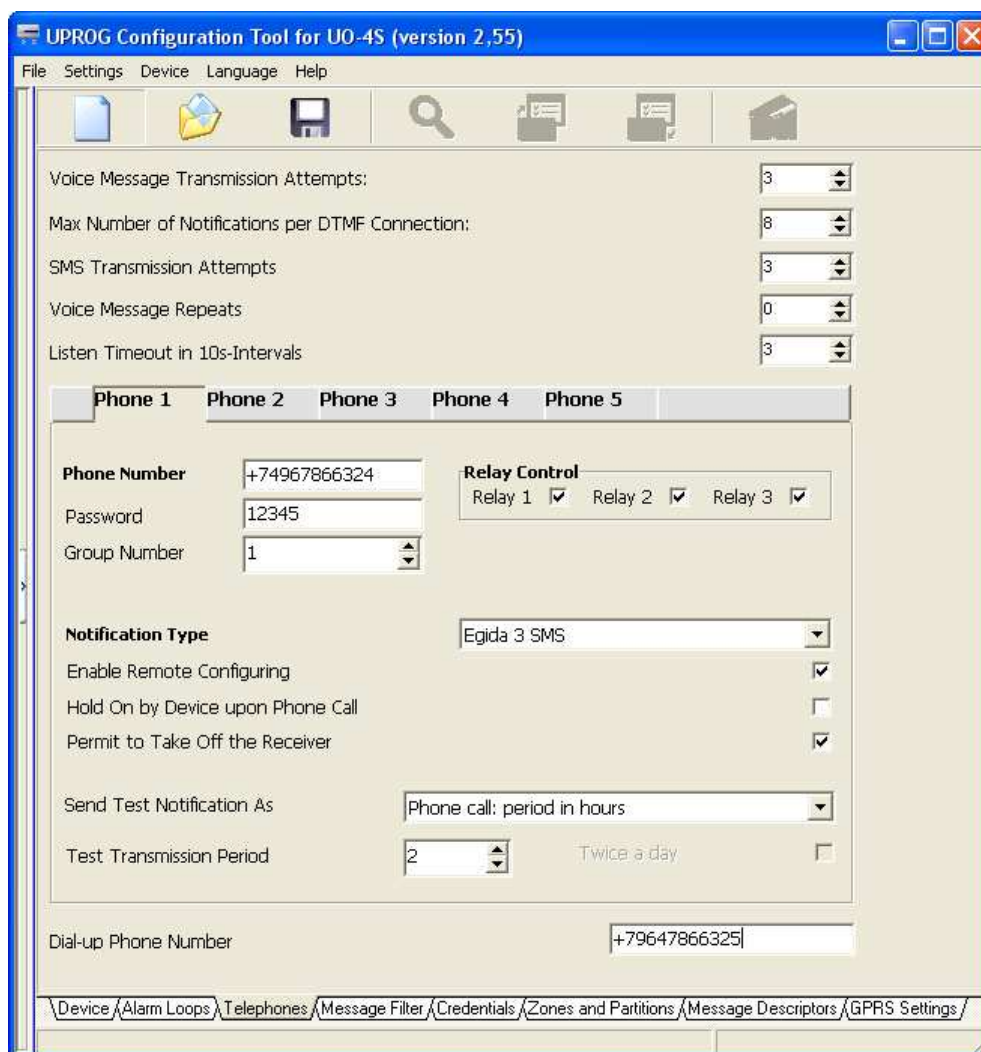 UPROG Configuration Tool for UO-4S (version 2,55)
File Settings Device Language Help
Voice Message Transmission Attempts: 3
Max Number of Notifications per DTMF Connection: 8
SMS Transmission Attempts 3
Voice Message Repeats 0
Listen Timeout in 10s-Intervals 3
Phone 1 Phone 2 Phone 3 Phone 4 Phone 5
Phone Number +74967866324 Relay Control
Relay 1 Relay 2 Relay 3
Password 12345
Group Number 1
Notification Type Egida 3 SMS
Enable Remote Configuring
Hold On by Device upon Phone Call
Permit to Take Off the Receiver
Send Test Notification As Phone call: period in hours
Test Transmission Period 2 Twice a day
Dial-up Phone Number +79647866325
Device Alarm Loops Telephones Message Filter Credentials Zones and Partitions Message Descriptors GPRS Settings